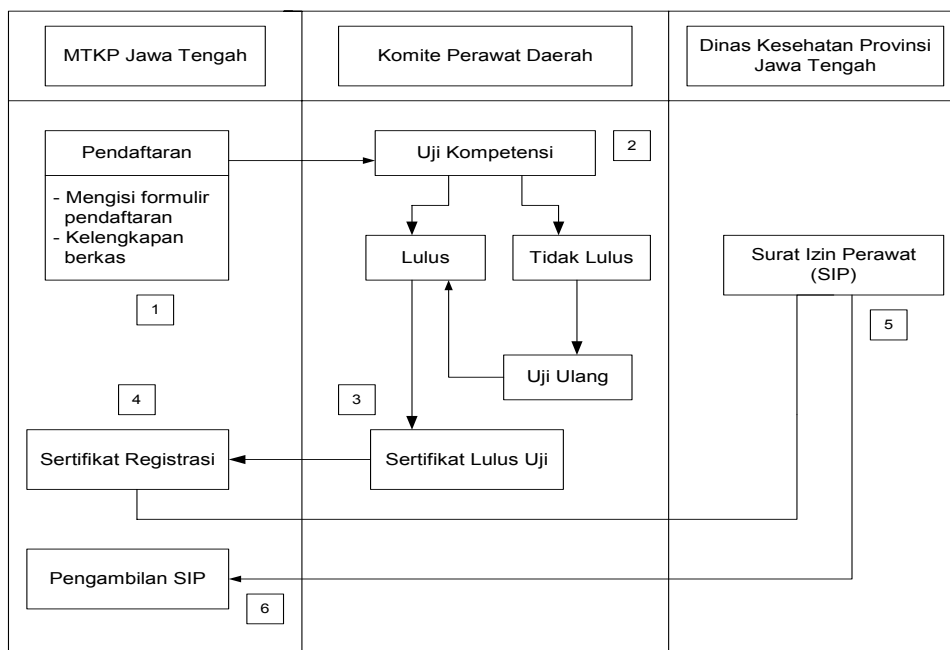 MTKP Jawa Tengah
Komite Perawat Daerah
Dinas Kesehatan Provinsi
Jawa Tengah
Pendaftaran
- Mengisi formulir
pendaftaran
- Kelengkapan
berkas
1
Uji Kompetensi
2
Lulus
Tidak Lulus
Uji Ulang
3
Sertifikat Lulus Uji
4
Sertifikat Registrasi
Surat Izin Perawat
(SIP)
5
Pengambilan SIP
6